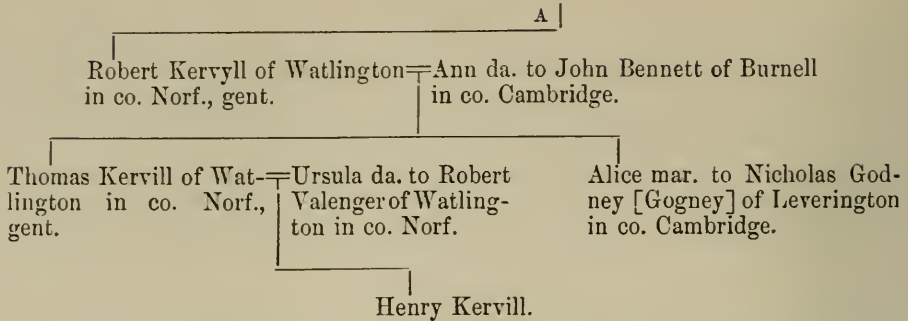 A
Robert Kervyll of Watlington=Ann da. to John Bennett of Burnell
in co. Norf., gent.
in co. Cambridge.
Thomas Kervill of Wat-
lington in co. Norf.,
gent.
=Ursula da. to Robert
Valenger of Watling-
ton in co. Norf.
Alice mar. to Nicholas God-
ney [Gogney] of Leverington
in co. Cambridge.
Henry Kervill.